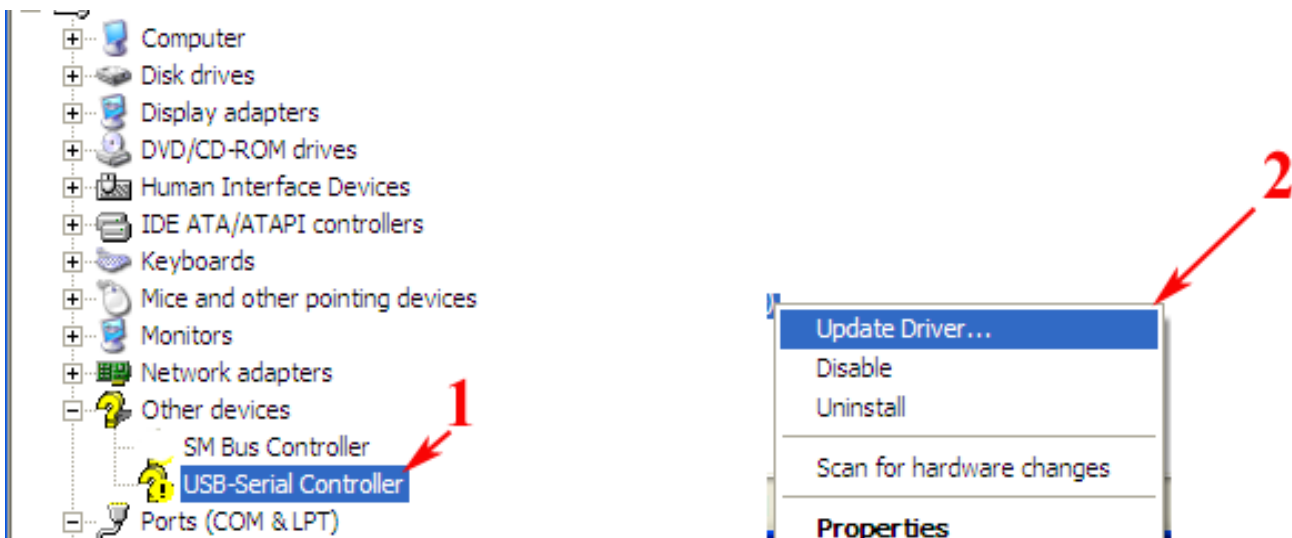 Computer
Disk drives
Display adapters
DVD/CD-ROM drives
Human Interface Devices
IDE ATA/ATAPI controllers
Keyboards
Mice and other pointing devices
Monitors
Network adapters
Other devices
SM Bus Controller
USB-Serial Controller
Ports (COM & LPT)
1
2
Update Driver...
Disable
Uninstall
Scan for hardware changes
Properties